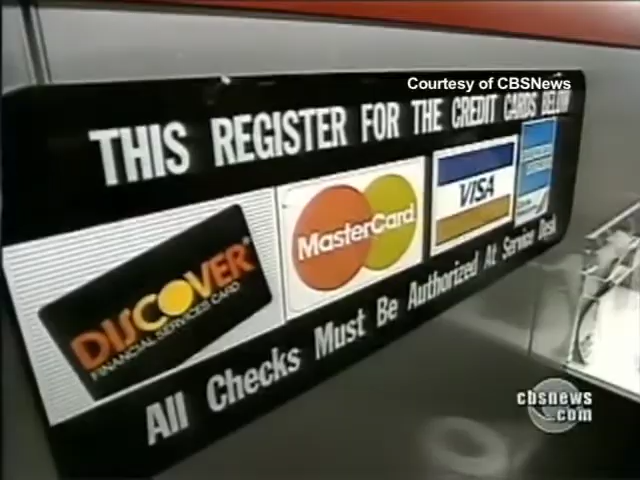 Courtesy of CBSNews
THIS REGISTER FOR THE CREDIT CARDS BELOW
DISCOVER®
FINANCIAL SERVICES CARD
MasterCard
VISA
All Checks Must Be Authorized At Service Desk
cbsnews
.com